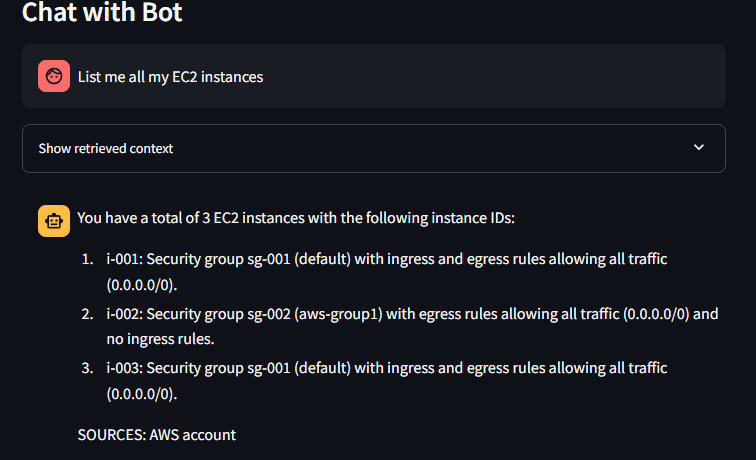 Chat with Bot
List me all my EC2 instances
Show retrieved context
You have a total of 3 EC2 instances with the following instance IDs:
1. i-001: Security group sg-001 (default) with ingress and egress rules allowing all traffic
(0.0.0.0/0).
2. i-002: Security group sg-002 (aws-group1) with egress rules allowing all traffic (0.0.0.0/0) and
no ingress rules.
3. i-003: Security group sg-001 (default) with ingress and egress rules allowing all traffic
(0.0.0.0/0).
SOURCES: AWS account